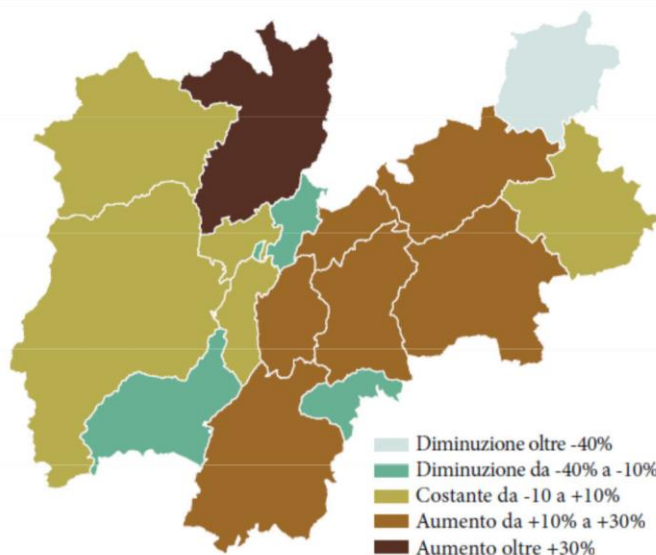 Diminuzione oltre -40%
Diminuzione da -40% a -10%
Costante da -10 a +10%
Aumento da +10% a +30%
Aumento oltre +30%